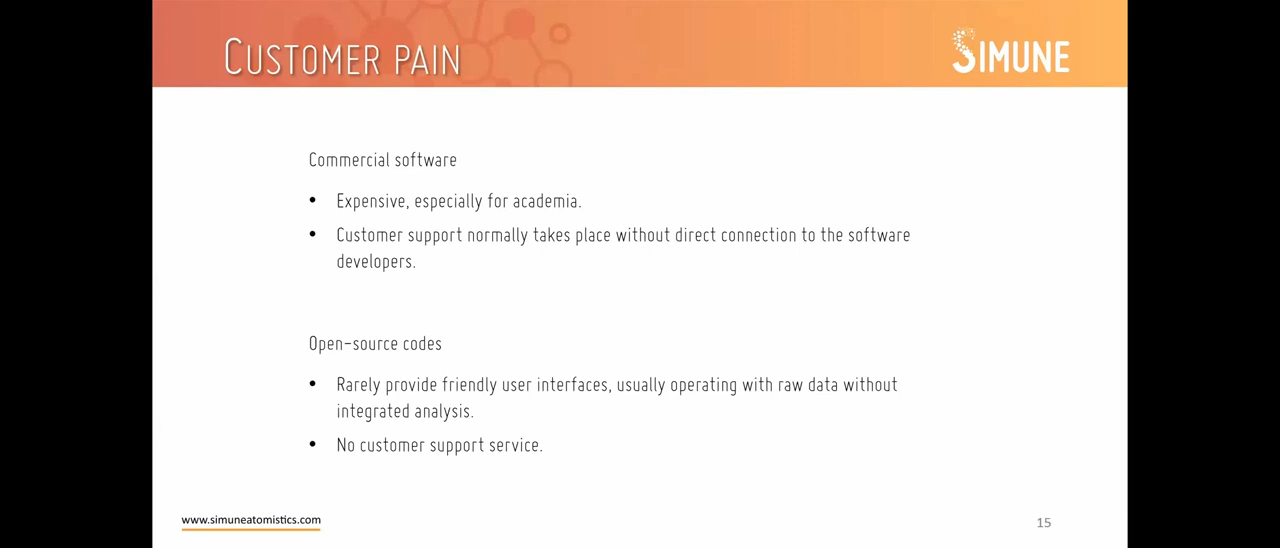 CUSTOMER PAIN
SIMUNE
Commercial software
• Expensive, especially for academia.
• Customer support normally takes place without direct connection to the software
developers.
Open-source codes
• Rarely provide friendly user interfaces, usually operating with raw data without
integrated analysis.
• No customer support service.
www.simuneatomistics.com
15